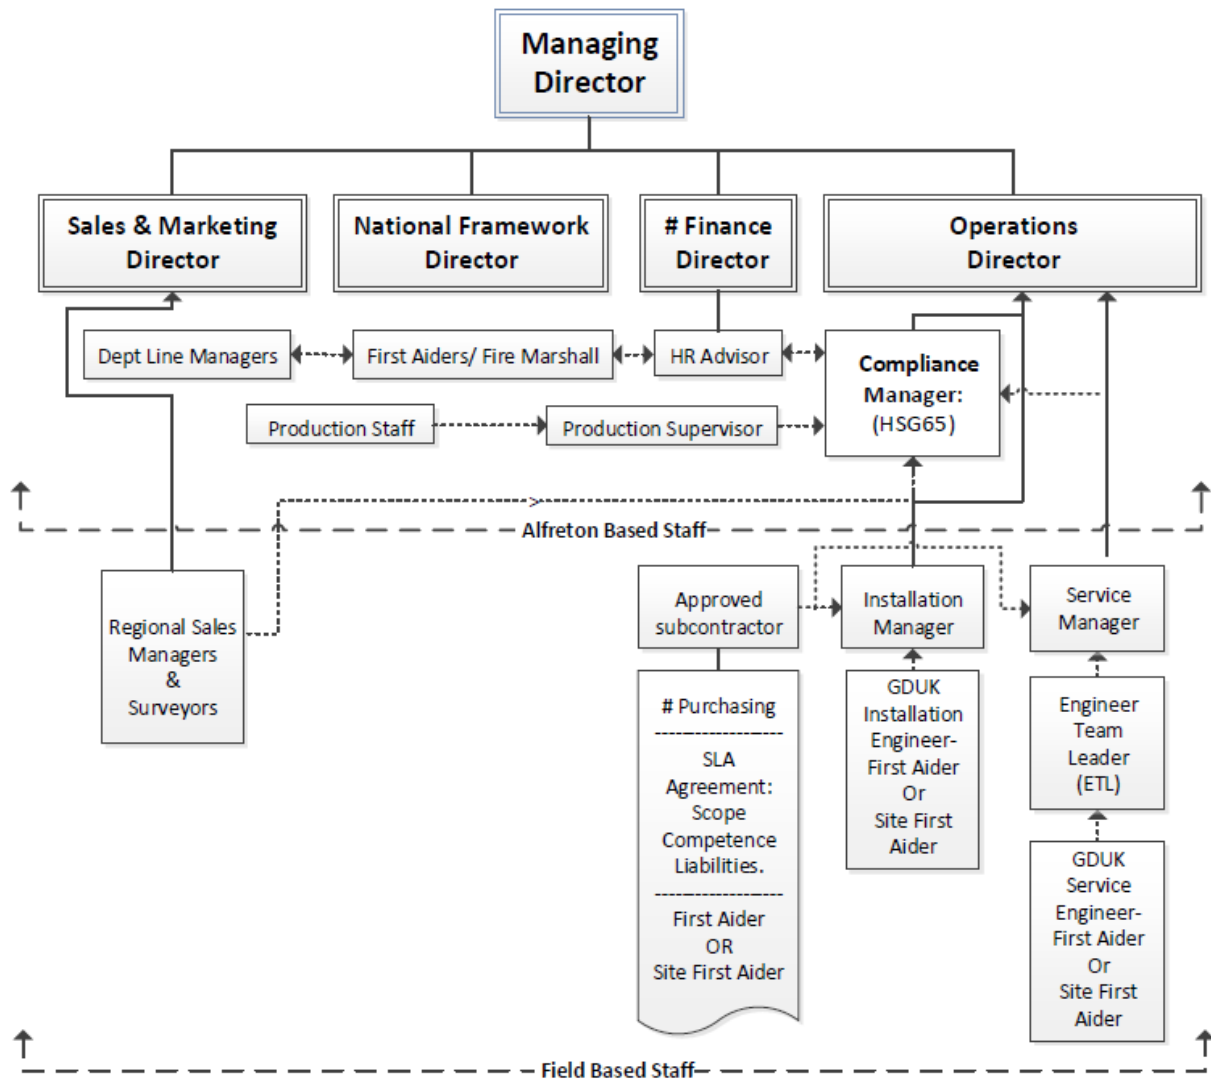 Managing
Director
Sales & Marketing
Director
National Framework
Director
# Finance
Director
Operations
Director
Dept Line Managers
First Aiders/ Fire Marshall
HR Advisor
Compliance
Manager:
(HSG65)
Production Staff
Production Supervisor
Alfreton Based Staff
Regional Sales
Managers
&
Surveyors
Approved
subcontractor
Installation
Manager
Service
Manager
# Purchasing
--------------------
SLA
Agreement:
Scope
Competence
Liabilities.
--------------------
First Aider
OR
Site First Aider
GDUK
Installation
Engineer-
First Aider
Or
Site First
Aider
Engineer
Team
Leader
(ETL)
GDUK
Service
Engineer-
First Aider
Or
Site First
Aider
Field Based Staff